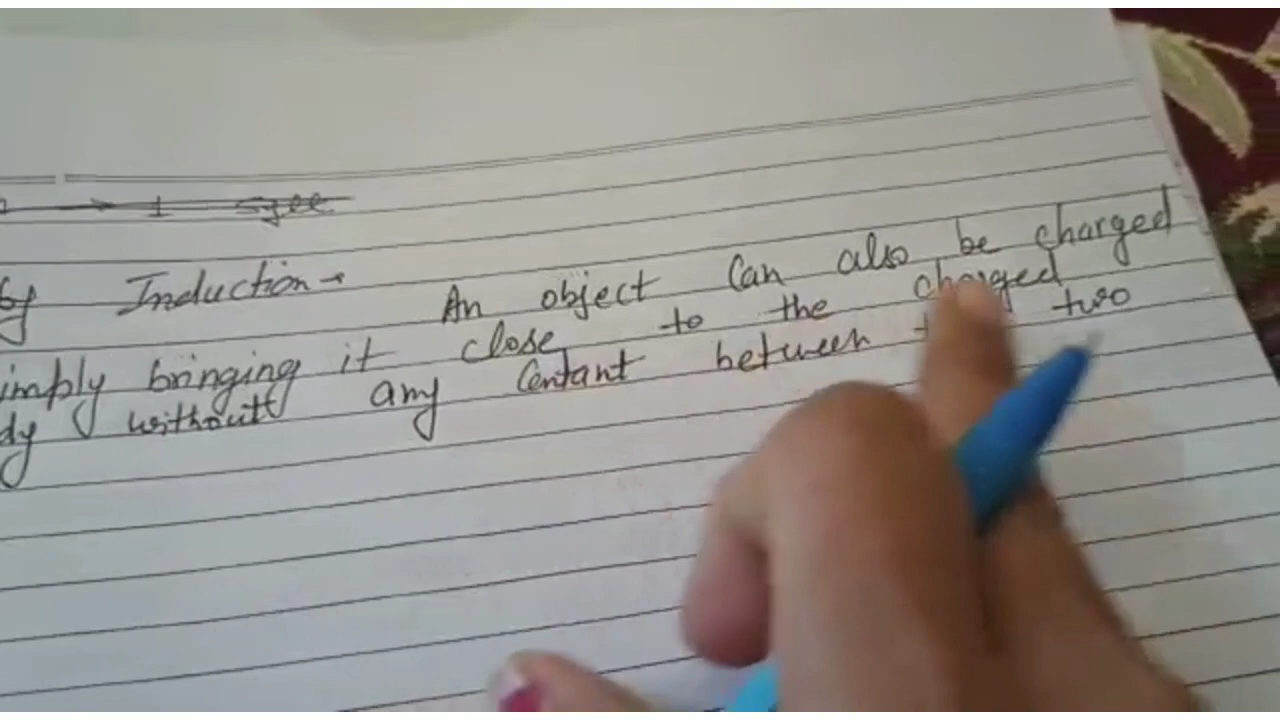 by Induction → An object Can also be charged
imply bringing it close to the charged
dy without any Contant between two